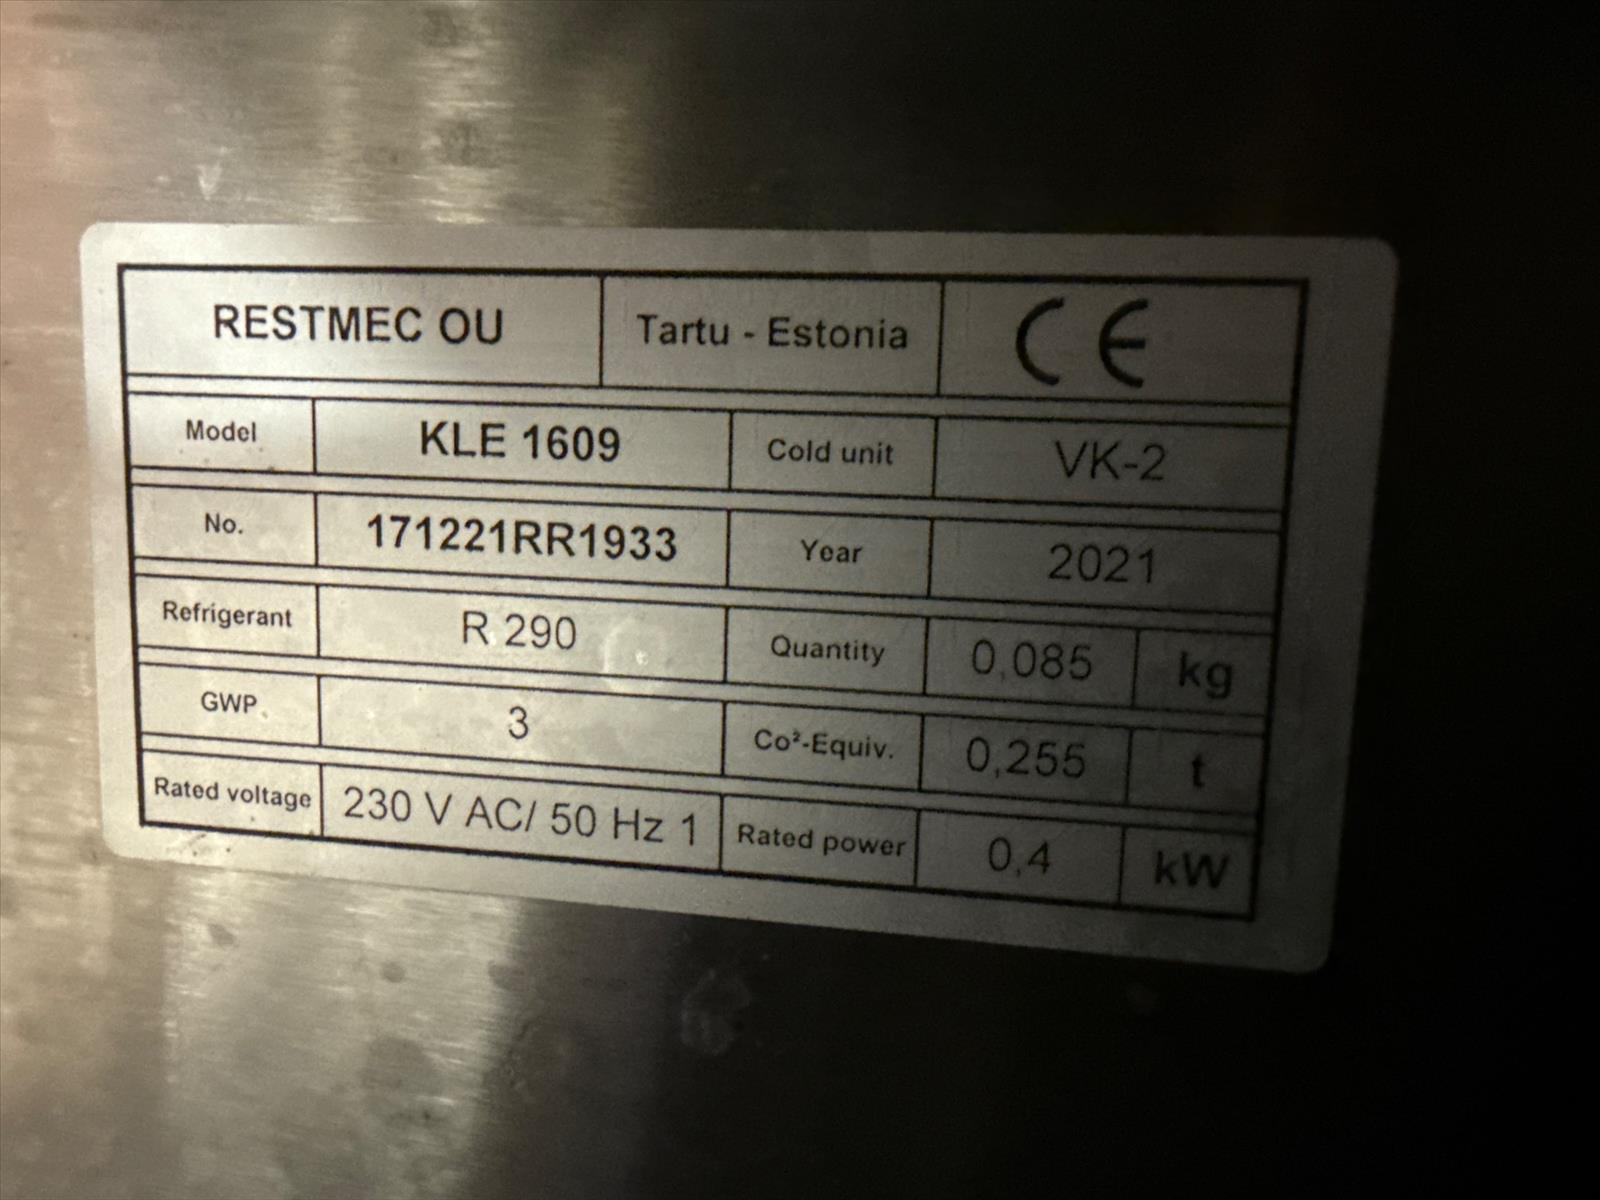 RESTMEC OU Tartu - Estonia CE
Model KLE 1609 Cold unit VK-2
No. 171221RR1933 Year 2021
Refrigerant R 290 Quantity 0,085 kg
GWP 3 Co²-Equiv. 0,255 t
Rated voltage 230 V AC/ 50 Hz 1 Rated power 0,4 kW